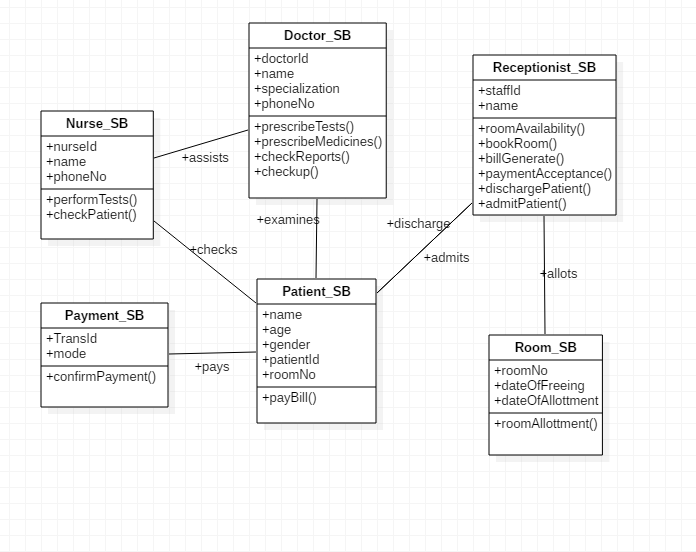 Doctor_SB
+doctorId
+name
+specialization
+phoneNo
+prescribeTests()
+prescribeMedicines()
+checkReports()
+checkup()
Receptionist_SB
+staffId
+name
+roomAvailability()
+bookRoom()
+billGenerate()
+paymentAcceptance()
+dischargePatient()
+admitPatient()
Nurse_SB
+nurseId
+name
+phoneNo
+performTests()
+checkPatient()
+assists
+examines
+discharge
+admits
+checks
+allots
Payment_SB
+TransId
+mode
+confirmPayment()
+pays
Patient_SB
+name
+age
+gender
+patientId
+roomNo
+payBill()
Room_SB
+roomNo
+dateOfFreeing
+dateOfAllottment
+roomAllottment()